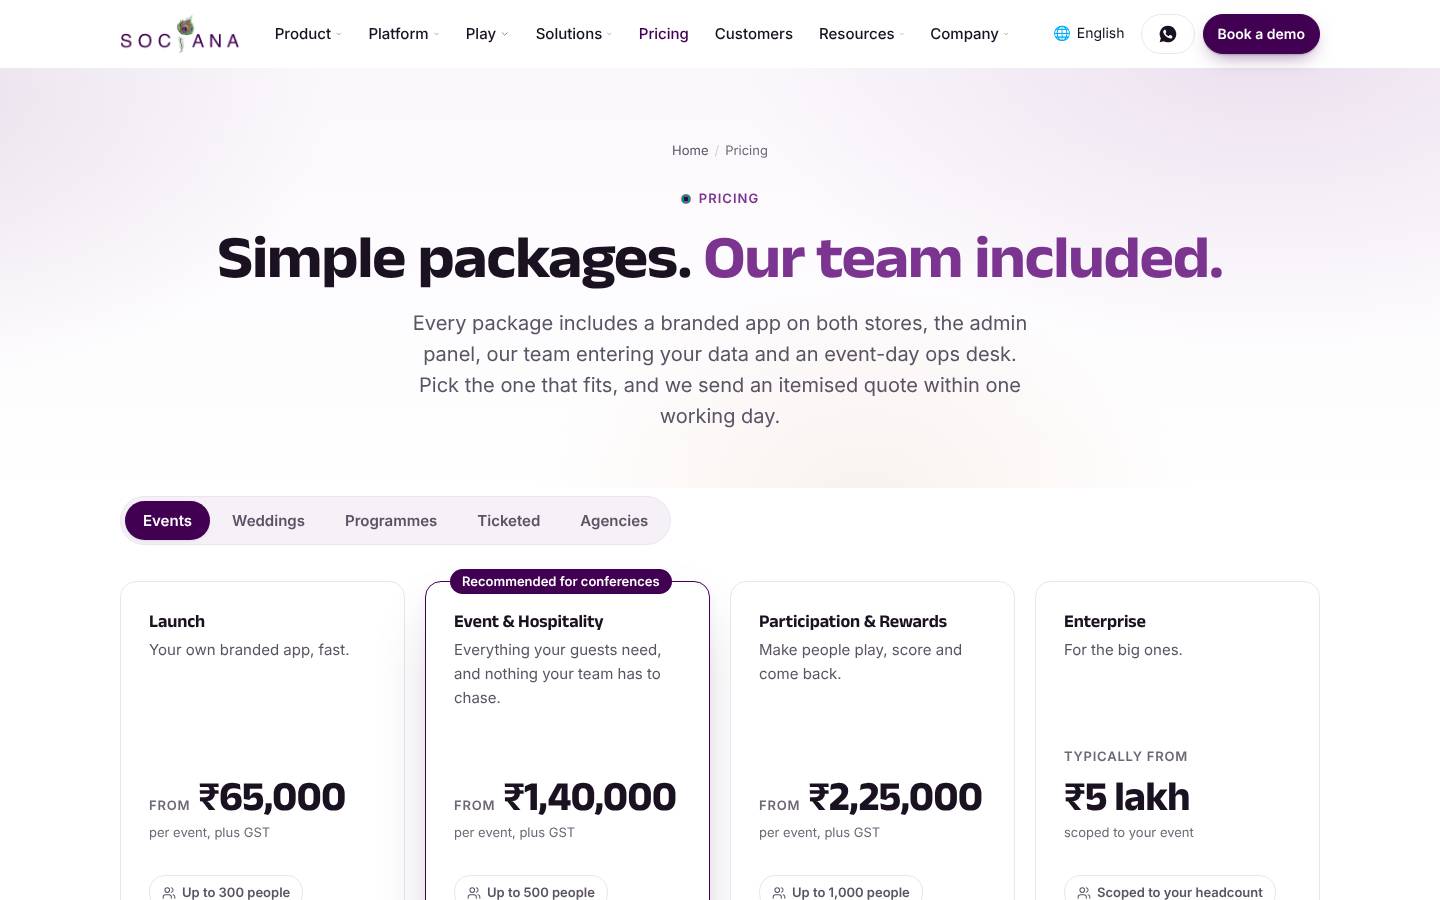 SOCIANA
Product
Platform
Play
Solutions
Pricing
Customers
Resources
Company
🌐 English
Book a demo
Home / Pricing
PRICING
Simple packages. Our team included.
Every package includes a branded app on both stores, the admin
panel, our team entering your data and an event-day ops desk.
Pick the one that fits, and we send an itemised quote within one
working day.
Events
Weddings
Programmes
Ticketed
Agencies
Launch
Your own branded app, fast.
FROM ₹65,000
per event, plus GST
Up to 300 people
Recommended for conferences
Event & Hospitality
Everything your guests need,
and nothing your team has to
chase.
FROM ₹1,40,000
per event, plus GST
Up to 500 people
Participation & Rewards
Make people play, score and
come back.
FROM ₹2,25,000
per event, plus GST
Up to 1,000 people
Enterprise
For the big ones.
TYPICALLY FROM
₹5 lakh
scoped to your event
Scoped to your headcount